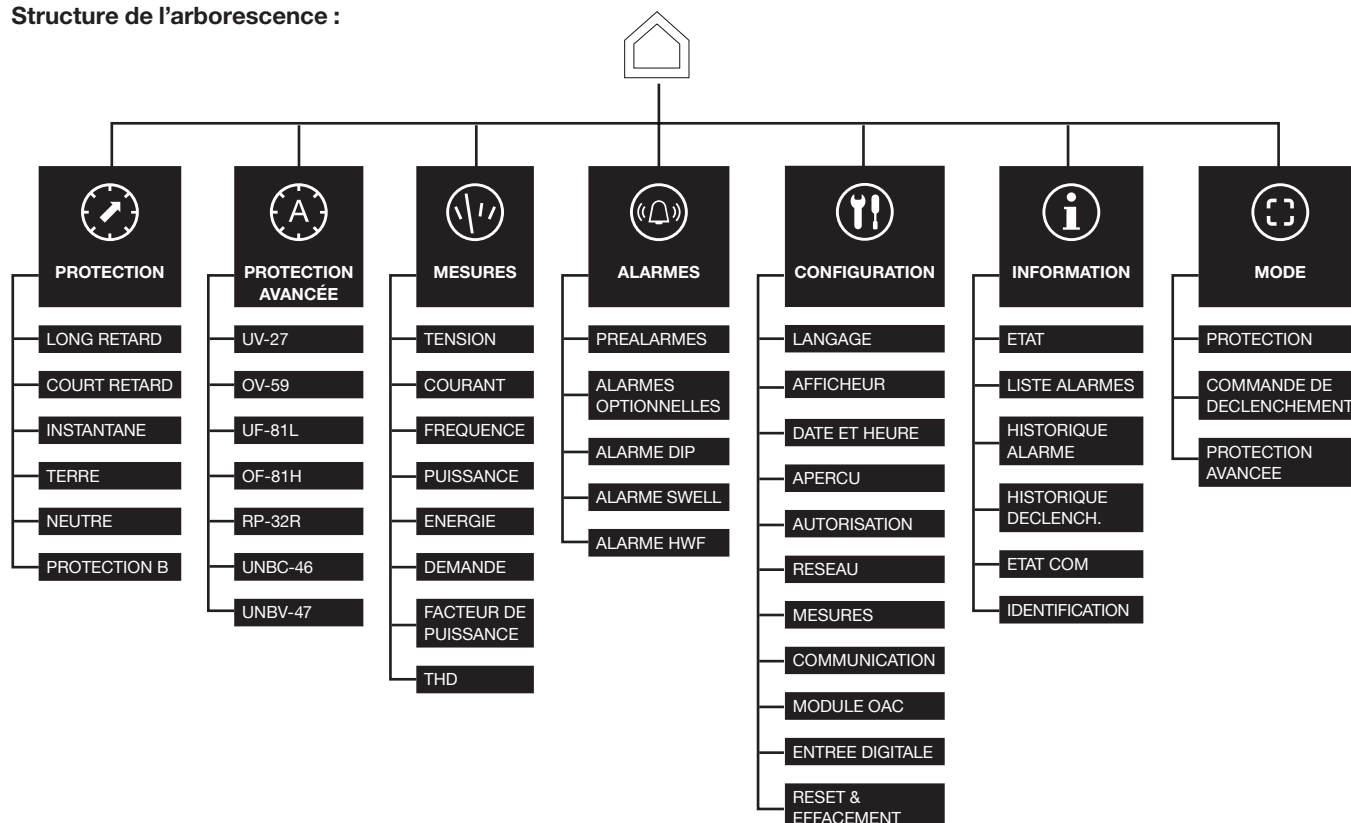 Structure de l’arborescence :
PROTECTION
LONG RETARD
COURT RETARD
INSTANTANE
TERRE
NEUTRE
PROTECTION B
PROTECTION
AVANCÉE
UV-27
OV-59
UF-81L
OF-81H
RP-32R
UNBC-46
UNBV-47
MESURES
TENSION
COURANT
FREQUENCE
PUISSANCE
ENERGIE
DEMANDE
FACTEUR DE
PUISSANCE
THD
ALARMES
PREALARMES
ALARMES
OPTIONNELLES
ALARME DIP
ALARME SWELL
ALARME HWF
CONFIGURATION
LANGAGE
AFFICHEUR
DATE ET HEURE
APERCU
AUTORISATION
RESEAU
MESURES
COMMUNICATION
MODULE OAC
ENTREE DIGITALE
RESET &
EFFACEMENT
INFORMATION
ETAT
LISTE ALARMES
HISTORIQUE
ALARME
HISTORIQUE
DECLENCH.
ETAT COM
IDENTIFICATION
MODE
PROTECTION
COMMANDE DE
DECLENCHEMENT
PROTECTION
AVANCEE